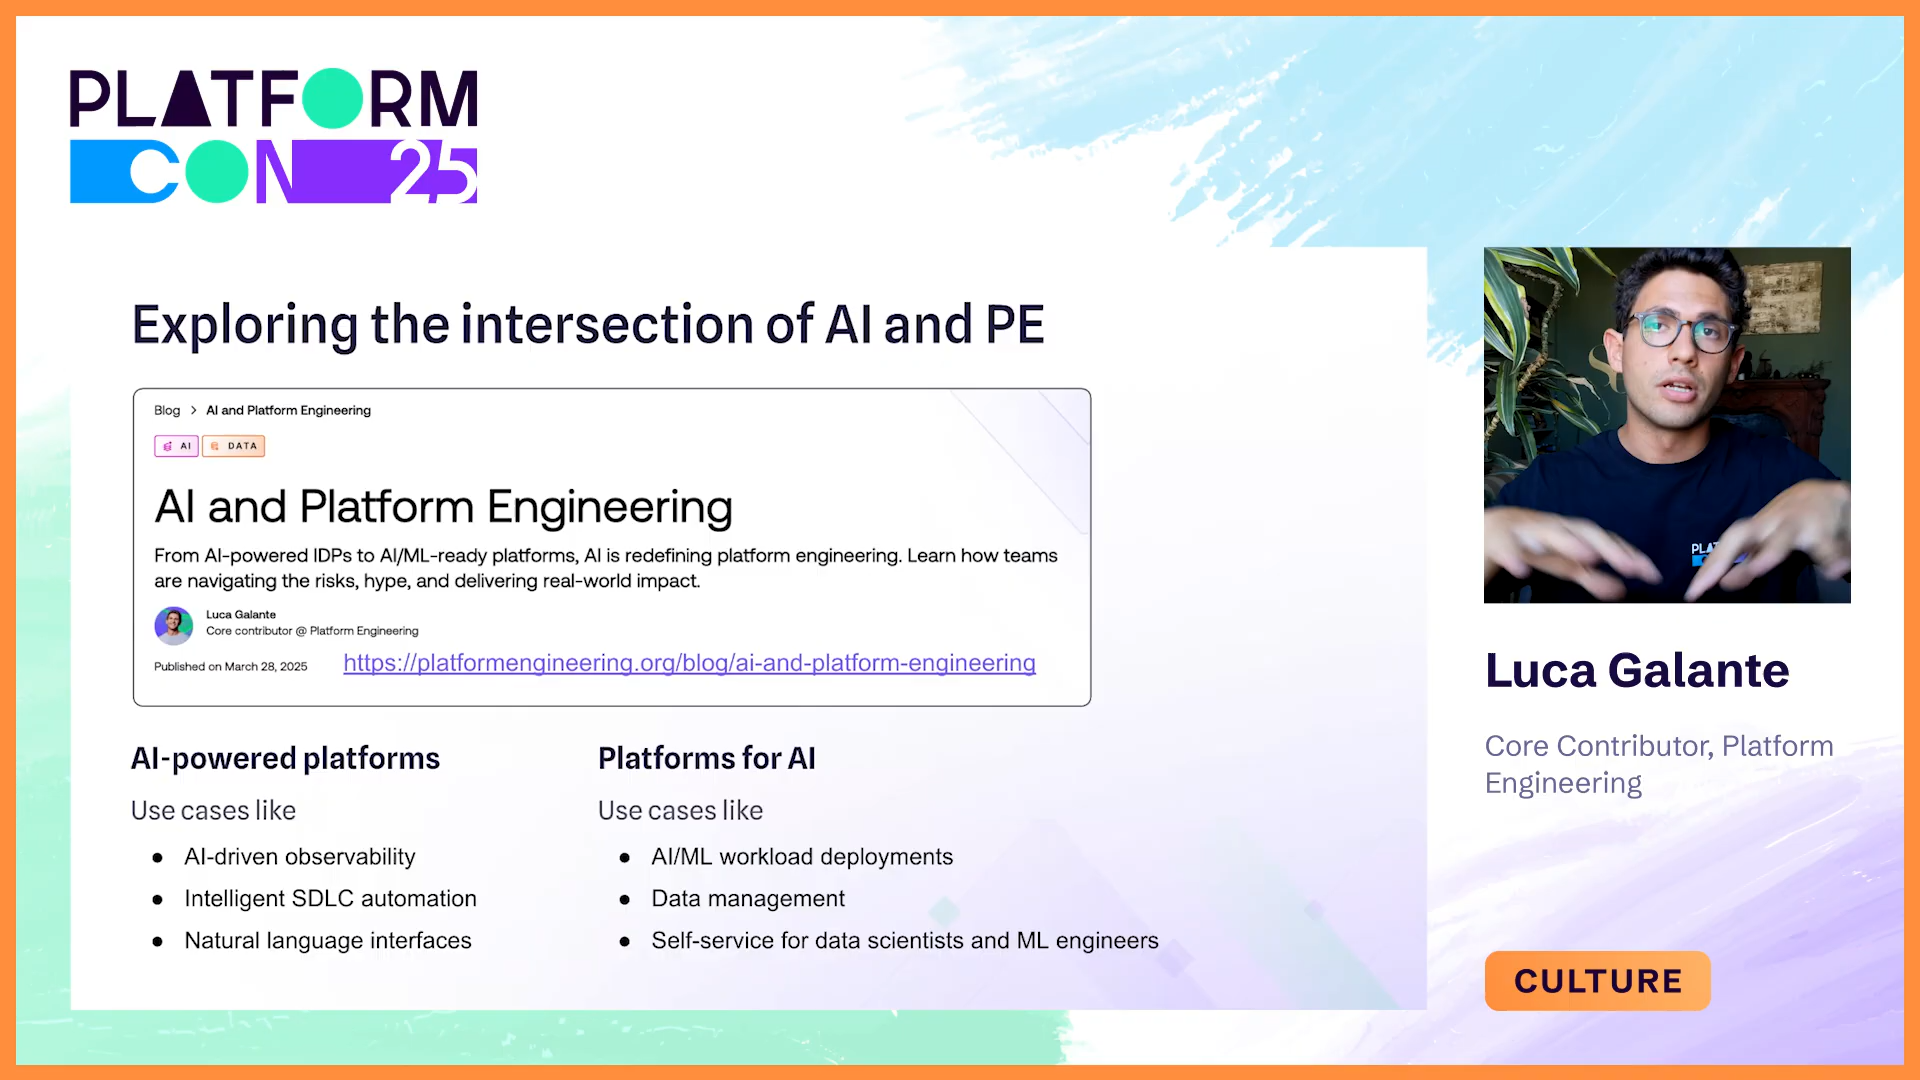 PLATFORM
CON 25
Exploring the intersection of AI and PE
Blog > AI and Platform Engineering
AI DATA
AI and Platform Engineering
From AI-powered IDPs to AI/ML-ready platforms, AI is redefining platform engineering. Learn how teams
are navigating the risks, hype, and delivering real-world impact.
Luca Galante
Core contributor @ Platform Engineering
Published on March 28, 2025 https://platformengineering.org/blog/ai-and-platform-engineering
AI-powered platforms
Use cases like
● AI-driven observability
● Intelligent SDLC automation
● Natural language interfaces
Platforms for AI
Use cases like
● AI/ML workload deployments
● Data management
● Self-service for data scientists and ML engineers
Luca Galante
Core Contributor, Platform
Engineering
CULTURE